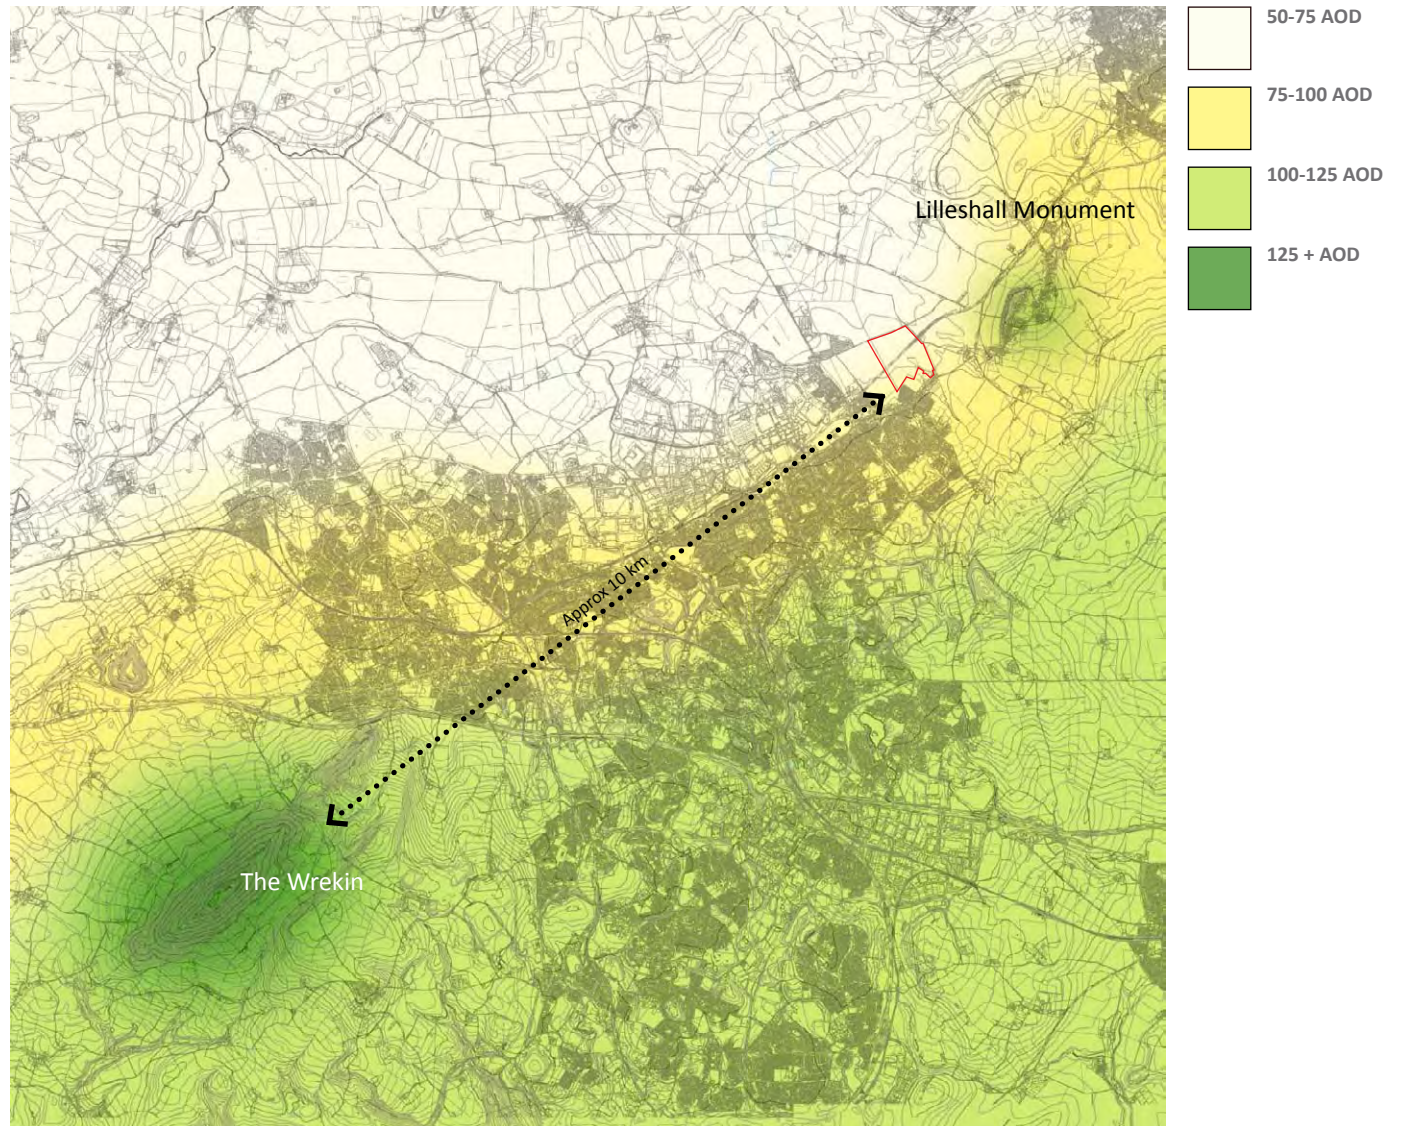 50-75 AOD
75-100 AOD
100-125 AOD
125 + AOD
Lilleshall Monument
Approx 10 km
The Wrekin